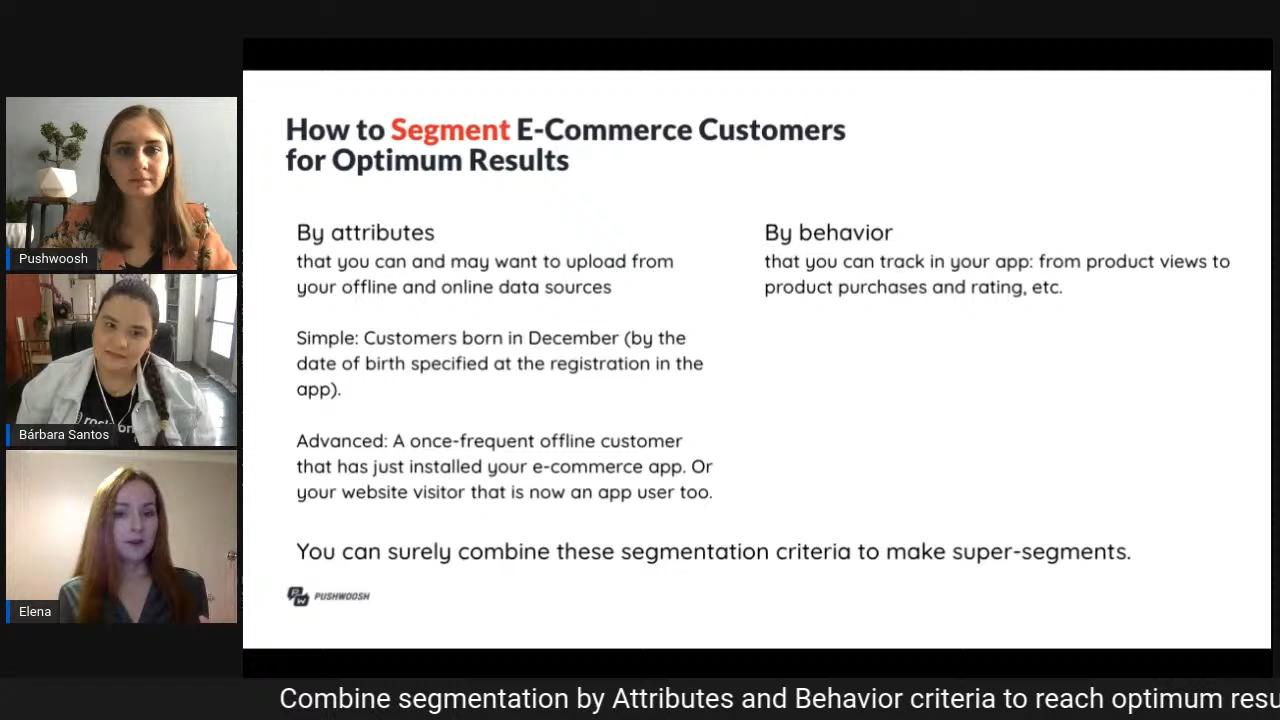 How to Segment E-Commerce Customers
for Optimum Results
By attributes
that you can and may want to upload from
your offline and online data sources
Simple: Customers born in December (by the
date of birth specified at the registration in the
app).
Advanced: A once-frequent offline customer
that has just installed your e-commerce app. Or
your website visitor that is now an app user too.
By behavior
that you can track in your app: from product views to
product purchases and rating, etc.
You can surely combine these segmentation criteria to make super-segments.
PUSHWOOSH
Pushwoosh
Bárbara Santos
Elena
Combine segmentation by Attributes and Behavior criteria to reach optimum resu